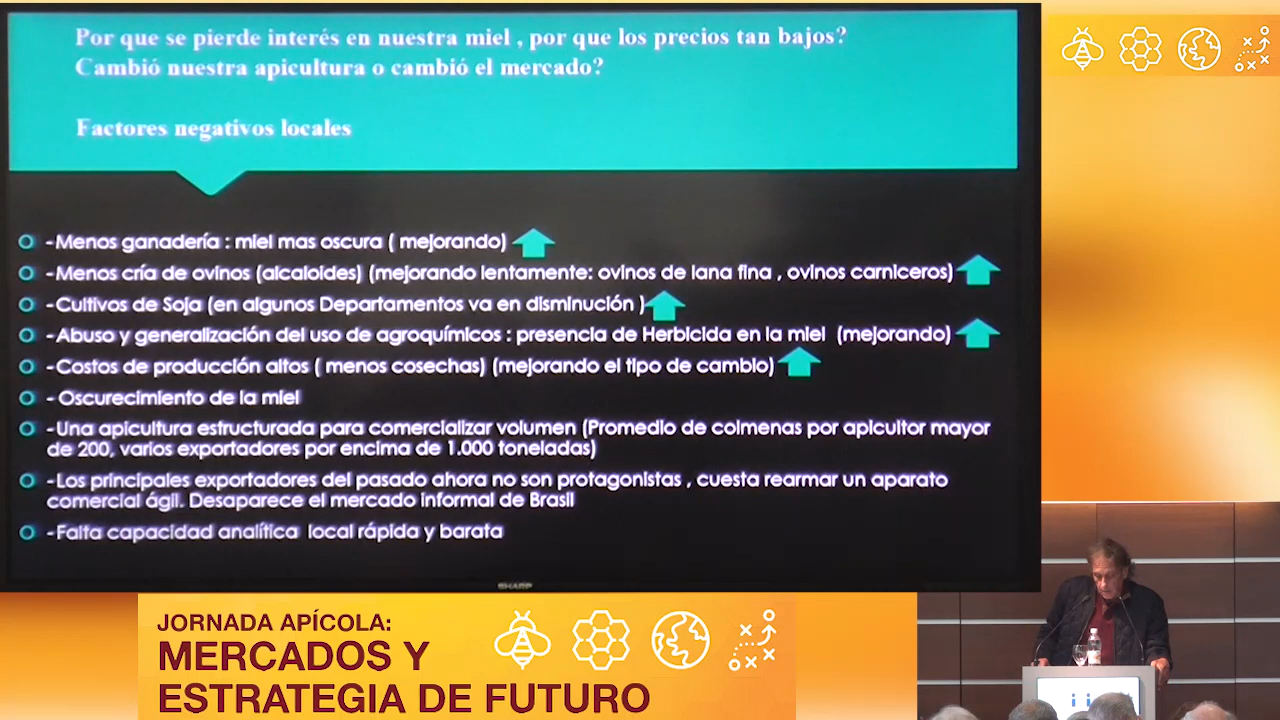 Por que se pierde interés en nuestra miel , por que los precios tan bajos?
Cambió nuestra apicultura o cambió el mercado?
Factores negativos locales
-Menos ganadería : miel mas oscura ( mejorando)
-Menos cría de ovinos (alcaloides) (mejorando lentamente: ovinos de lana fina , ovinos carniceros)
-Cultivos de Soja (en algunos Departamentos va en disminución )
-Abuso y generalización del uso de agroquímicos : presencia de Herbicida en la miel (mejorando)
-Costos de producción altos ( menos cosechas) (mejorando el tipo de cambio)
- Oscurecimiento de la miel
-Una apicultura estructurada para comercializar volumen (Promedio de colmenas por apicultor mayor
de 200, varios exportadores por encima de 1.000 toneladas)
-Los principales exportadores del pasado ahora no son protagonistas , cuesta rearmar un aparato
comercial ágil. Desaparece el mercado informal de Brasil
-Falta capacidad analítica local rápida y barata
SHARP
JORNADA APÍCOLA:
MERCADOS Y
ESTRATEGIA DE FUTURO